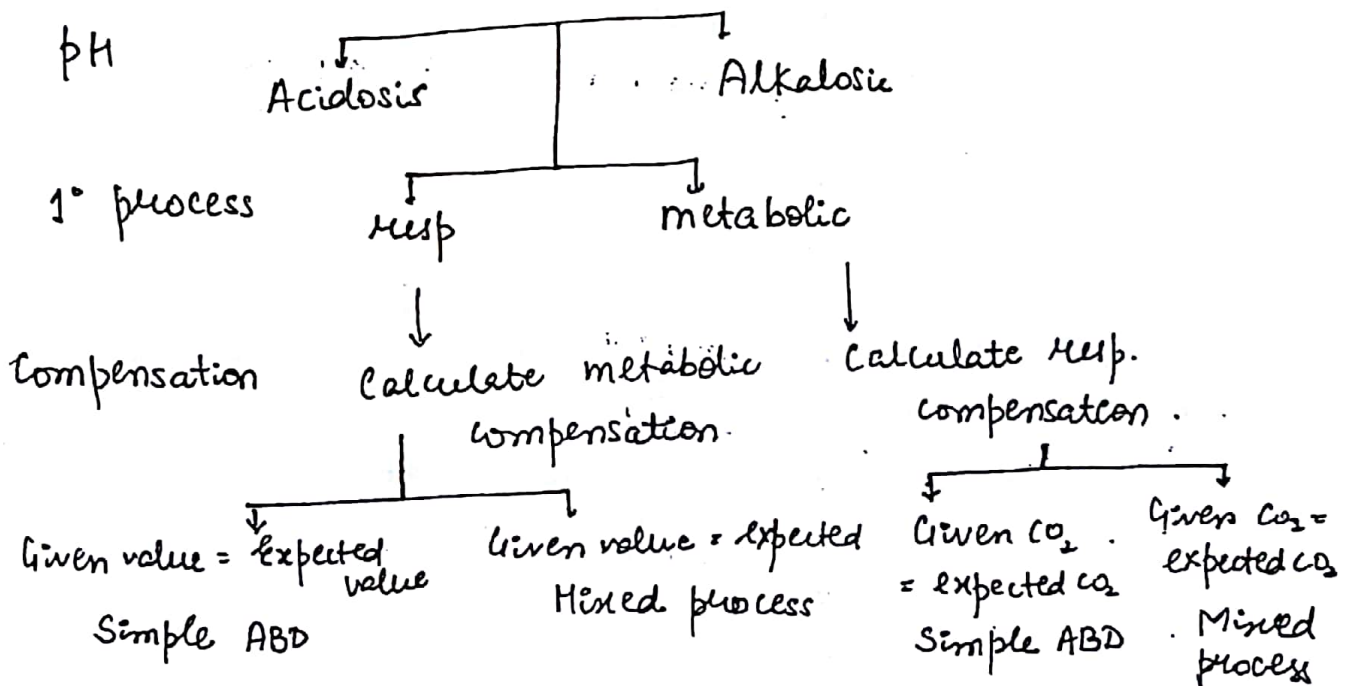 pH
Acidosis Alkalosis
1° process resp metabolic
Compensation Calculate metabolic compensation. Calculate resp. compensation.
Given value = Expected value
Simple ABD
Given value = expected
Mixed process
Given CO₂ = expected CO₂
Simple ABD
Given CO₂ = expected CO₂
Mixed process